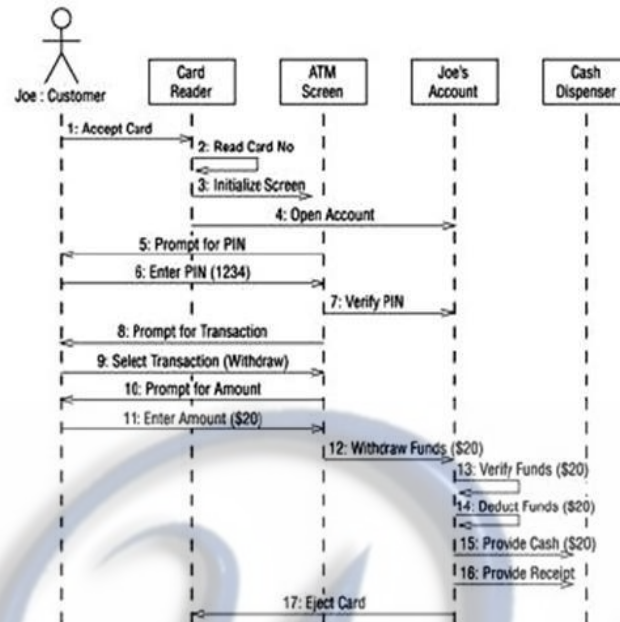 Joe : Customer
Card
Reader
ATM
Screen
Joe's
Account
Cash
Dispenser
1: Accept Card
2: Read Card No
3: Initialize Screen
4: Open Account
5: Prompt for PIN
6: Enter PIN (1234)
7: Verify PIN
8: Prompt for Transaction
9: Select Transaction (Withdraw)
10: Prompt for Amount
11: Enter Amount ($20)
12: Withdraw Funds ($20)
13: Verify Funds ($20)
14: Deduct Funds ($20)
15: Provide Cash ($20)
16: Provide Receipt
17: Eject Card